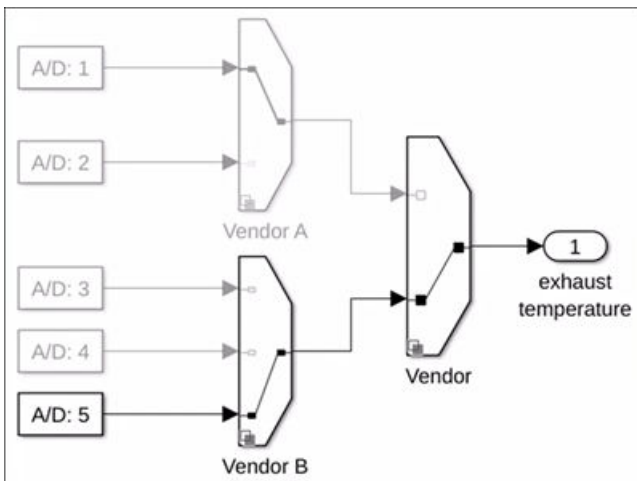 A/D: 1
A/D: 2
Vendor A
A/D: 3
A/D: 4
A/D: 5
Vendor B
Vendor
1
exhaust
temperature